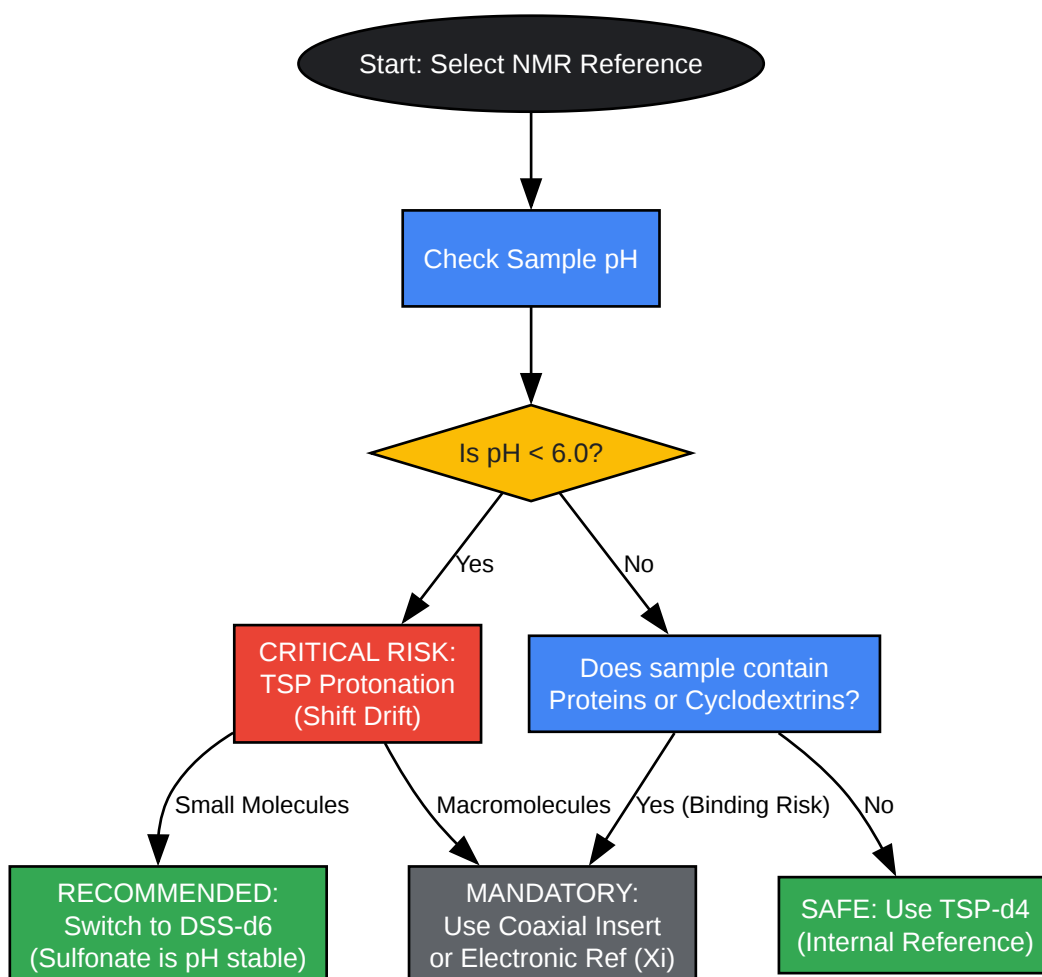 Start: Select NMR Reference
Check Sample pH
Is pH < 6.0?
Yes
No
CRITICAL RISK:
TSP Protonation
(Shift Drift)
Does sample contain
Proteins or Cyclodextrins?
Small Molecules
Macromolecules
Yes (Binding Risk)
No
RECOMMENDED:
Switch to DSS-d6
(Sulfonate is pH stable)
MANDATORY:
Use Coaxial Insert
or Electronic Ref (Xi)
SAFE: Use TSP-d4
(Internal Reference)